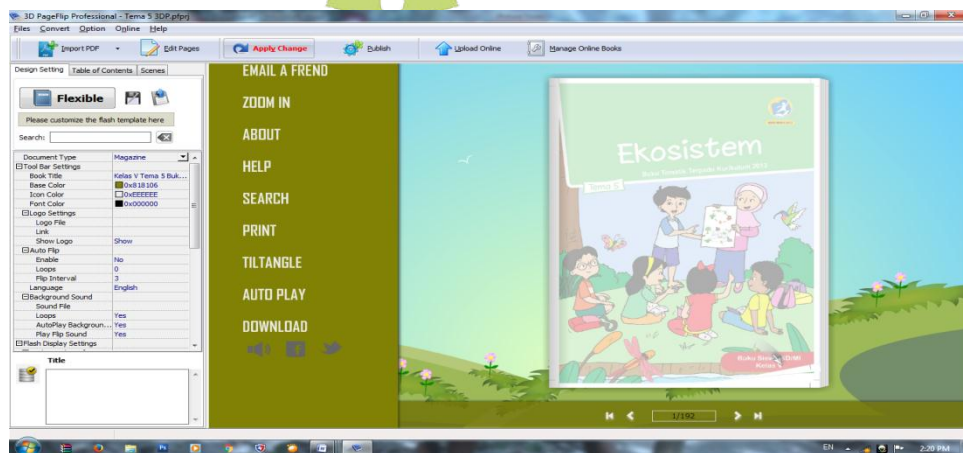 3D PageFlip Professional - Tema 5 3DP.pfprj
Files Convert Option Online Help
Import PDF Edit Pages Apply Change Publish Upload Online Manage Online Books
Design Setting Table of Contents Scenes
Flexible
Please customize the flash template here
Search:
Document Type Magazine
Tool Bar Settings
Book Title Kelas V Tema 5 Buk...
Base Color 0x818106
Icon Color 0xEEEEEE
Font Color 0x000000
Logo Settings
Logo File
Link
Show Logo Show
Auto Flip
Enable No
Loops 0
Flip Interval 3
Language English
Background Sound
Sound File
Loops Yes
AutoPlay Backgroun... Yes
Play Flip Sound Yes
Flash Display Settings
Title
EMAIL A FREND
ZOOM IN
ABOUT
HELP
SEARCH
PRINT
TILTANGLE
AUTO PLAY
DOWNLOAD
Ekosistem
Buku Tematik Terpadu Kurikulum 2013
Tema 5
Kelas
1/192
EN 2:20 PM